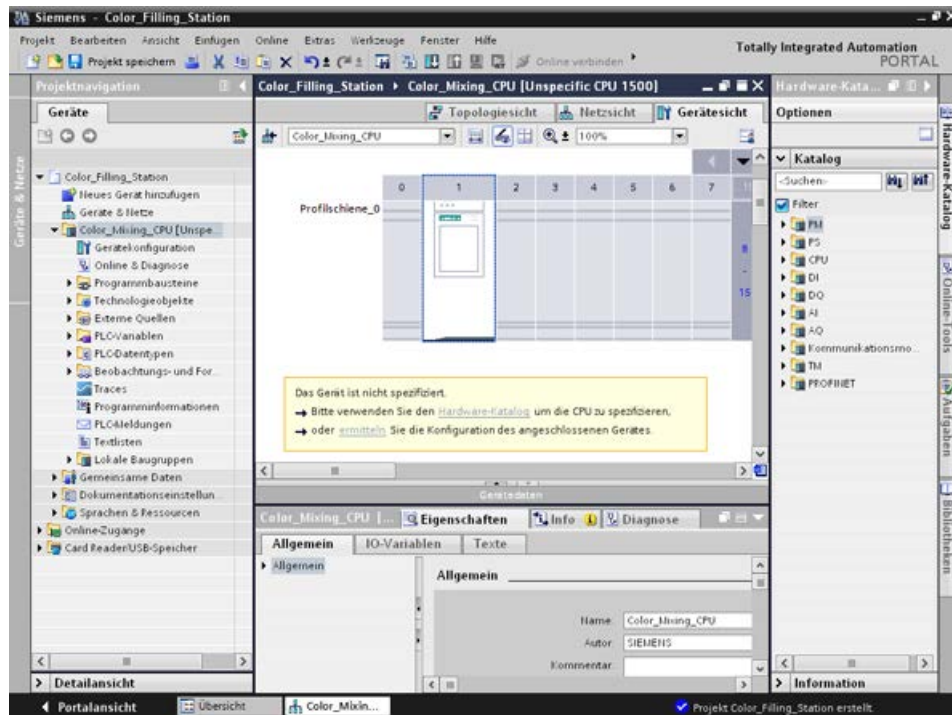 Siemens - Color_Filling_Station
Projekt Bearbeiten Ansicht Einfügen Online Extras Werkzeuge Fenster Hilfe
Totally Integrated Automation
PORTAL
Projekt speichern
Online verbinden
Projektnavigation
Geräte
Geräte & Netze
Color_Filling_Station
Neues Gerät hinzufügen
Geräte & Netze
Color_Mixing_CPU [Unspe...
Gerätekonfiguration
Online & Diagnose
Programmbausteine
Technologieobjekte
Externe Quellen
PLC-Variablen
PLC-Datentypen
Beobachtungs- und For...
Traces
Programminformationen
PLC-Meldungen
Textlisten
Lokale Baugruppen
Gemeinsame Daten
Dokumentationseinstellun...
Sprachen & Ressourcen
Online-Zugänge
Card Reader/USB-Speicher
Detailansicht
Color_Filling_Station Color_Mixing_CPU [Unspecific CPU 1500]
Topologiesicht Netzsicht Gerätesicht
Color_Mixing_CPU
100%
0 1 2 3 4 5 6 7
Profilschiene_0
8
-
15
Das Gerät ist nicht spezifiziert.
Bitte verwenden Sie den Hardware-Katalog um die CPU zu spezifizieren,
oder ermitteln Sie die Konfiguration des angeschlossenen Gerätes.
Gerätedaten
Color_Mixing_CPU [...
Eigenschaften Info Diagnose
Allgemein IO-Variablen Texte
Allgemein
Allgemein
Name: Color_Mixing_CPU
Autor: SIEMENS
Kommentar:
Hardware-Kata...
Optionen
Katalog
<Suchen>
Filter
PM
PS
CPU
DI
DQ
AI
AQ
Kommunikationsmo...
TM
PROFINET
Information
Hardware-Katalog
Online-Tools
Aufgaben
Bibliotheken
Portalansicht
Übersicht
Color_Mixin...
Projekt Color_Filling_Station erstellt.